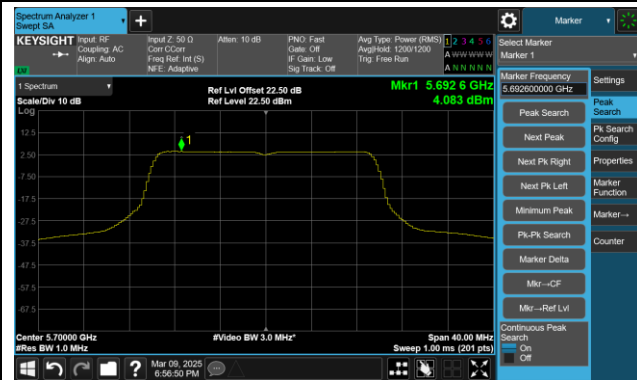 Spectrum Analyzer 1
Swept SA
Marker
KEYSIGHT
Input: RF
Coupling: AC
Align: Auto
Input Z: 50 Ω
Corr CCorr
Freq Ref: Int (S)
NFE: Adaptive
Atten: 10 dB
PNO: Fast
Gate: Off
IF Gain: Low
Sig Track: Off
Avg Type: Power (RMS)
Avg|Hold: 1200/1200
Trig: Free Run
1 2 3 4 5 6
A W W W W W
A N N N N N
Select Marker
Marker 1
LXI
1 Spectrum
Scale/Div 10 dB
Log
Ref Lvl Offset 22.50 dB
Ref Level 22.50 dBm
Mkr1 5.692 6 GHz
4.083 dBm
12.5
2.50
-7.50
-17.5
-27.5
-37.5
-47.5
-57.5
-67.5
1
Center 5.70000 GHz
#Res BW 1.0 MHz
#Video BW 3.0 MHz*
Span 40.00 MHz
Sweep 1.00 ms (201 pts)
Marker Frequency
5.692600000 GHz
Peak Search
Next Peak
Next Pk Right
Next Pk Left
Minimum Peak
Pk-Pk Search
Marker Delta
Mkr→CF
Mkr→Ref Lvl
Continuous Peak
Search
On
Off
Settings
Peak
Search
Pk Search
Config
Properties
Marker
Function
Marker→
Counter
Mar 09, 2025
6:56:50 PM